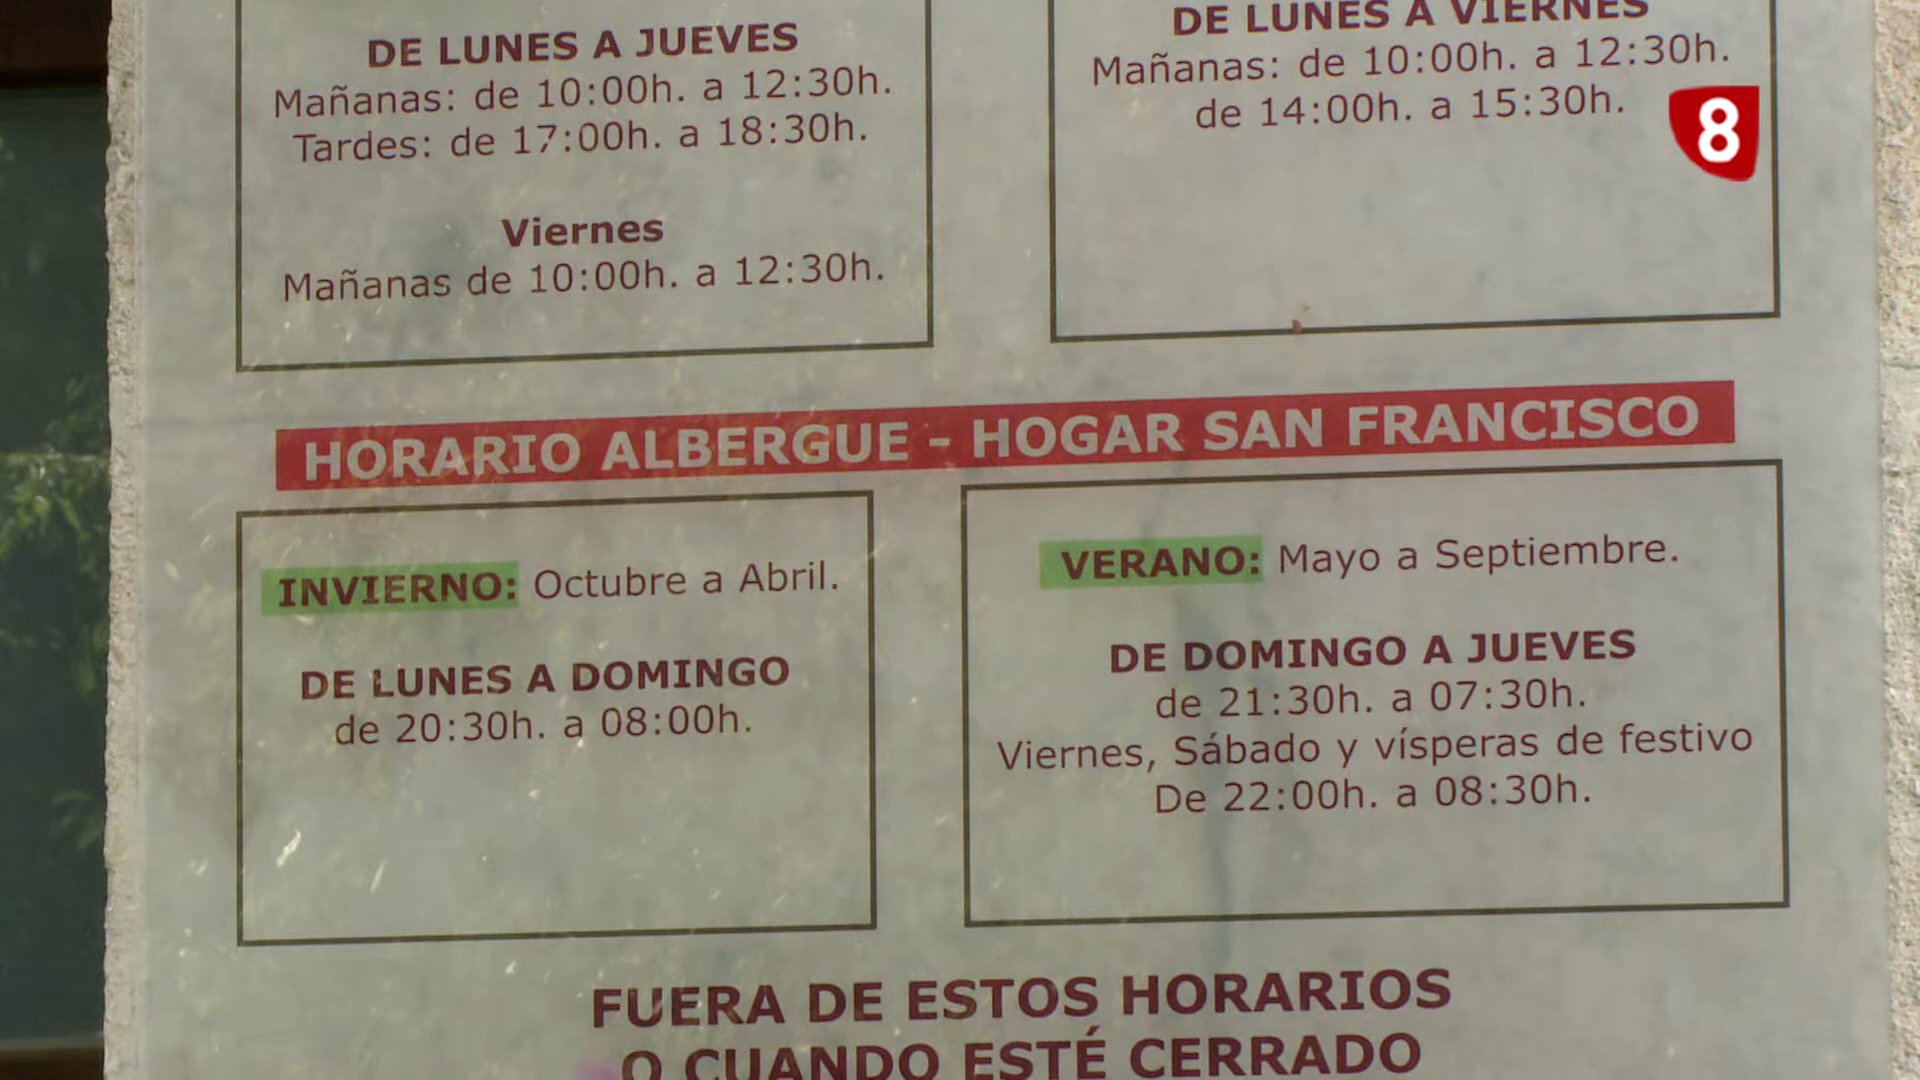 DE LUNES A JUEVES
Mañanas: de 10:00h. a 12:30h.
Tardes: de 17:00h. a 18:30h.
Viernes
Mañanas de 10:00h. a 12:30h.
DE LUNES A VIERNES
Mañanas: de 10:00h. a 12:30h.
de 14:00h. a 15:30h.
8
HORARIO ALBERGUE - HOGAR SAN FRANCISCO
INVIERNO: Octubre a Abril.
DE LUNES A DOMINGO
de 20:30h. a 08:00h.
VERANO: Mayo a Septiembre.
DE DOMINGO A JUEVES
de 21:30h. a 07:30h.
Viernes, Sábado y vísperas de festivo
De 22:00h. a 08:30h.
FUERA DE ESTOS HORARIOS
O CUANDO ESTÉ CERRADO